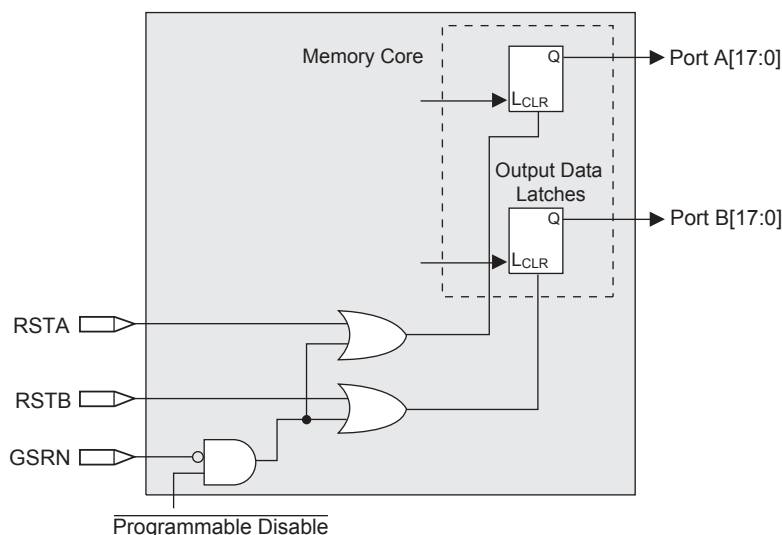 Memory Core
Q
Port A[17:0]
LCLR
Output Data
Latches
Q
Port B[17:0]
LCLR
RSTA
RSTB
GSRN
Programmable Disable